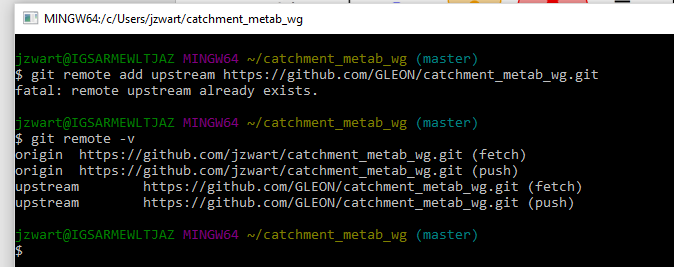 MINGW64:/c/Users/jzwart/catchment_metab_wg
jzwart@IGSARMEWLTJAZ MINGW64 ~/catchment_metab_wg (master)
$ git remote add upstream https://github.com/GLEON/catchment_metab_wg.git
fatal: remote upstream already exists.
jzwart@IGSARMEWLTJAZ MINGW64 ~/catchment_metab_wg (master)
$ git remote -v
origin  https://github.com/jzwart/catchment_metab_wg.git (fetch)
origin  https://github.com/jzwart/catchment_metab_wg.git (push)
upstream        https://github.com/GLEON/catchment_metab_wg.git (fetch)
upstream        https://github.com/GLEON/catchment_metab_wg.git (push)
jzwart@IGSARMEWLTJAZ MINGW64 ~/catchment_metab_wg (master)
$